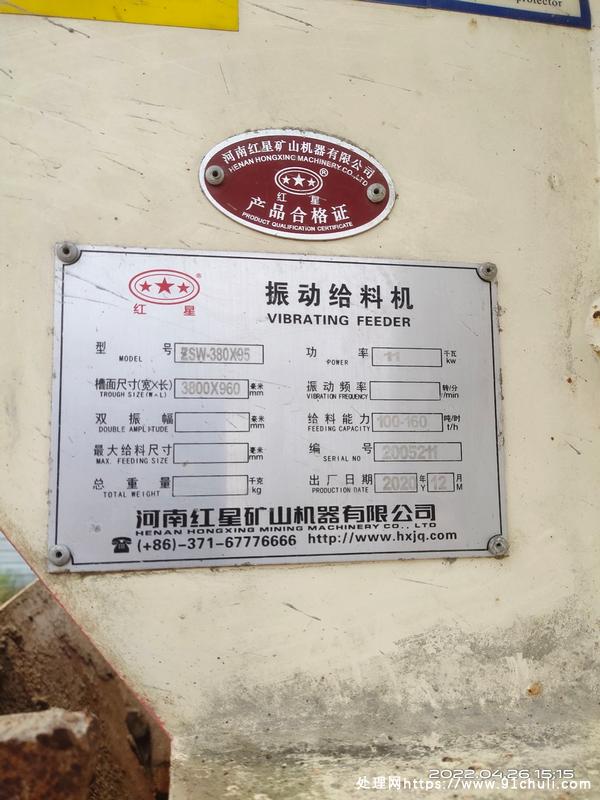 protector
河南红星矿山机器有限公司
HENAN HONGXING MACHINERY CO.,LTD
®
红 星
产品合格证
PRODUCT QUALIFICATION CERTIFICATE
®
红 星
振动给料机
VIBRATING FEEDER
型 号 MODEL ZSW-380X95
功 率 POWER 11 千瓦 kw
槽面尺寸(宽×长) TROUGH SIZE(W×L) 3800X960 毫米 mm
振动频率 VIBRATION FREQUENCY 转/分 /min
双振幅 DOUBLE AMPLITUDE 毫米 mm
给料能力 FEEDING CAPACITY 100-160 吨/时 t/h
最大给料尺寸 MAX. FEEDING SIZE 毫米 mm
编 号 SERIAL NO 2005211
总重量 TOTAL WEIGHT 千克 kg
出厂日期 PRODUCTION DATE 2020 年 Y 12 月 M
河南红星矿山机器有限公司
HENAN HONGXING MINING MACHINERY CO., LTD
(+86)-371-67776666 http://www.hxjq.com
2022.04.26 15:15
处理网https://www.91chuli.com